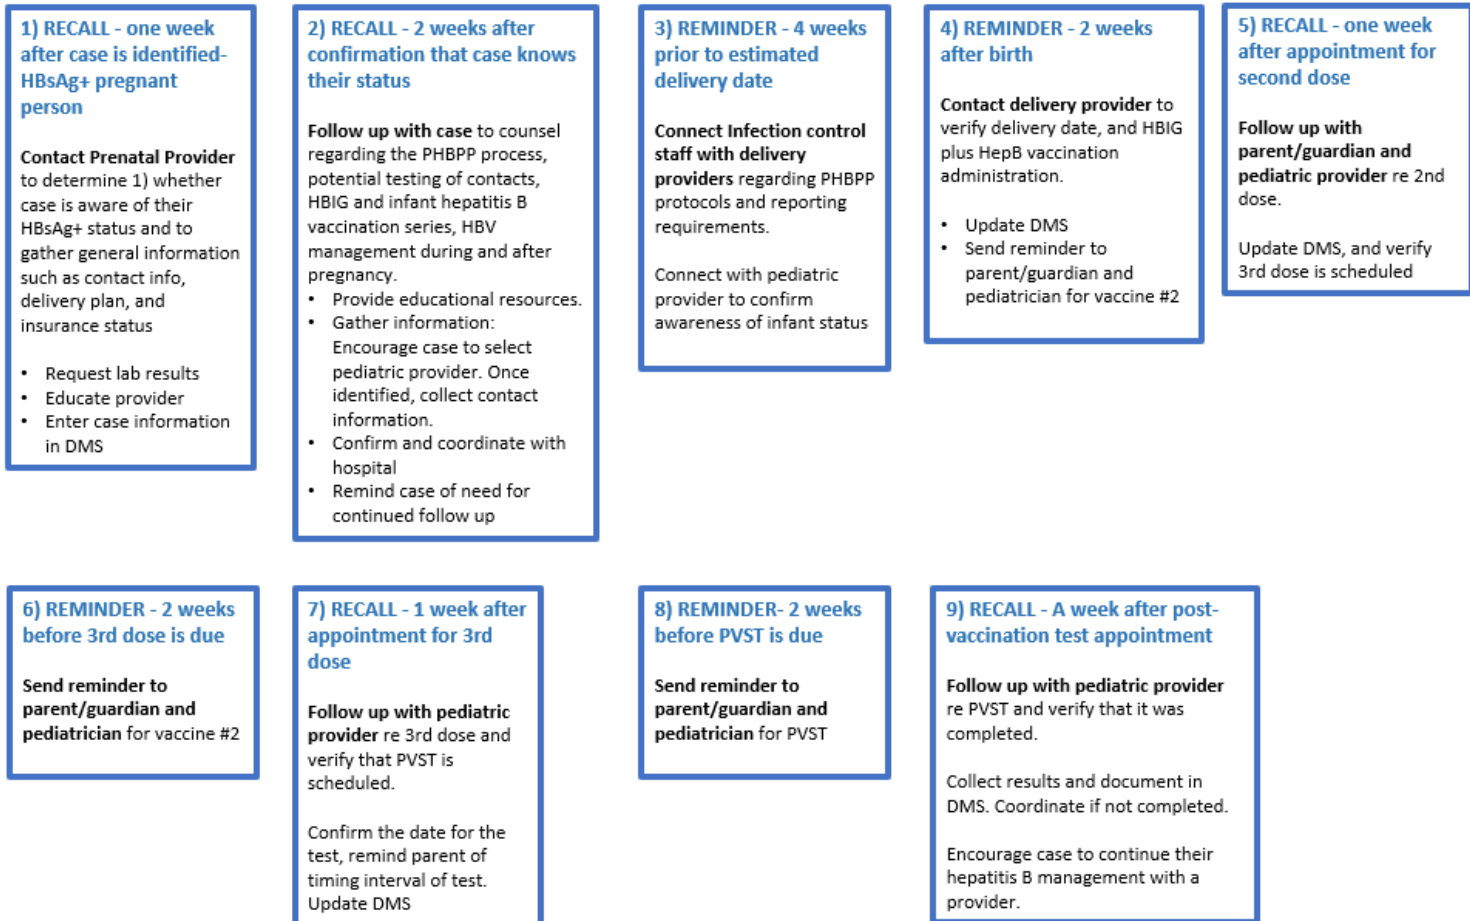 1) RECALL - one week
after case is identified-
HBsAg+ pregnant
person
Contact Prenatal Provider
to determine 1) whether
case is aware of their
HBsAg+ status and to
gather general information
such as contact info,
delivery plan, and
insurance status
• Request lab results
• Educate provider
• Enter case information
in DMS
2) RECALL - 2 weeks after
confirmation that case knows
their status
Follow up with case to counsel
regarding the PHBPP process,
potential testing of contacts,
HBIG and infant hepatitis B
vaccination series, HBV
management during and after
pregnancy.
• Provide educational resources.
• Gather information:
Encourage case to select
pediatric provider. Once
identified, collect contact
information.
• Confirm and coordinate with
hospital
• Remind case of need for
continued follow up
3) REMINDER - 4 weeks
prior to estimated
delivery date
Connect Infection control
staff with delivery
providers regarding PHBPP
protocols and reporting
requirements.
Connect with pediatric
provider to confirm
awareness of infant status
4) REMINDER - 2 weeks
after birth
Contact delivery provider to
verify delivery date, and HBIG
plus HepB vaccination
administration.
• Update DMS
• Send reminder to
parent/guardian and
pediatrician for vaccine #2
5) RECALL - one week
after appointment for
second dose
Follow up with
parent/guardian and
pediatric provider re 2nd
dose.
Update DMS, and verify
3rd dose is scheduled
6) REMINDER - 2 weeks
before 3rd dose is due
Send reminder to
parent/guardian and
pediatrician for vaccine #2
7) RECALL - 1 week after
appointment for 3rd
dose
Follow up with pediatric
provider re 3rd dose and
verify that PVST is
scheduled.
Confirm the date for the
test, remind parent of
timing interval of test.
Update DMS
8) REMINDER- 2 weeks
before PVST is due
Send reminder to
parent/guardian and
pediatrician for PVST
9) RECALL - A week after post-
vaccination test appointment
Follow up with pediatric provider
re PVST and verify that it was
completed.
Collect results and document in
DMS. Coordinate if not completed.
Encourage case to continue their
hepatitis B management with a
provider.